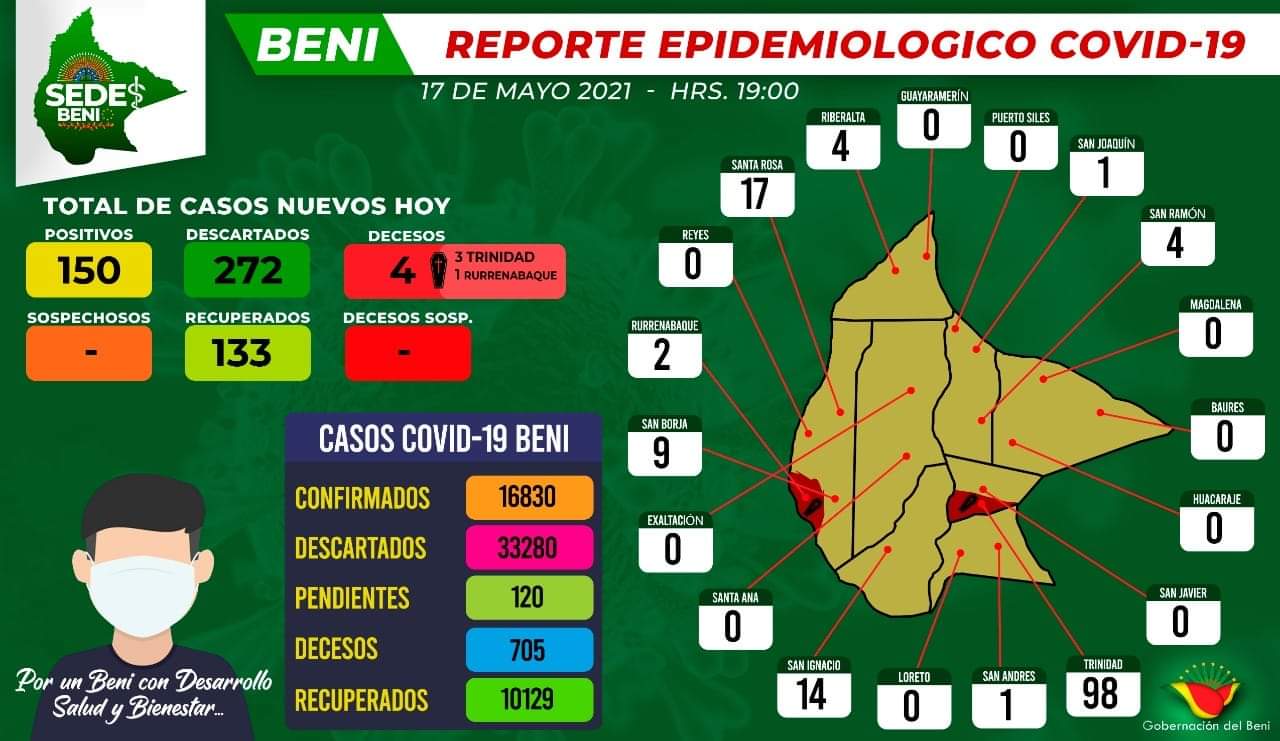 SEDES
BENI
BENI
REPORTE EPIDEMIOLOGICO COVID-19
17 DE MAYO 2021 - HRS. 19:00
TOTAL DE CASOS NUEVOS HOY
POSITIVOS
150
DESCARTADOS
272
DECESOS
4
3 TRINIDAD
1 RURRENABAQUE
SOSPECHOSOS
-
RECUPERADOS
133
DECESOS SOSP.
-
CASOS COVID-19 BENI
CONFIRMADOS 16830
DESCARTADOS 33280
PENDIENTES 120
DECESOS 705
RECUPERADOS 10129
Por un Beni con Desarrollo
Salud y Bienestar...
GUAYARAMERÍN
0
RIBERALTA
4
PUERTO SILES
0
SAN JOAQUÍN
1
SANTA ROSA
17
SAN RAMÓN
4
REYES
0
MAGDALENA
0
RURRENABAQUE
2
BAURES
0
SAN BORJA
9
HUACARAJE
0
EXALTACIÓN
0
SANTA ANA
0
SAN JAVIER
0
SAN IGNACIO
14
LORETO
0
SAN ANDRES
1
TRINIDAD
98
Gobernación del Beni